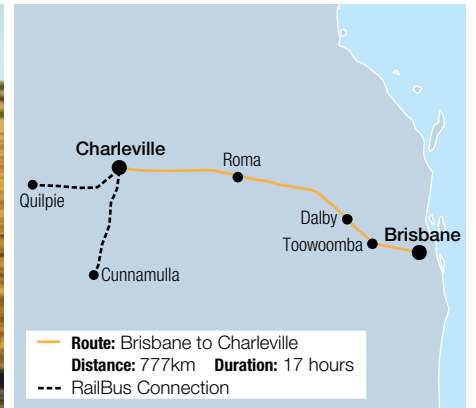 Charleville
Roma
Quilpie
Dalby
Brisbane
Toowoomba
Cunnamulla
Route: Brisbane to Charleville
Distance: 777km Duration: 17 hours
RailBus Connection